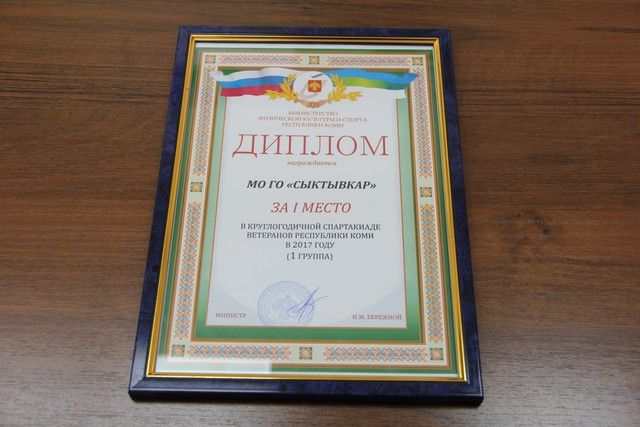 МИНИСТЕРСТВО
ФИЗИЧЕСКОЙ КУЛЬТУРЫ И СПОРТА
РЕСПУБЛИКИ КОМИ
ДИПЛОМ
награждается
МО ГО «СЫКТЫВКАР»
ЗА I МЕСТО
В КРУГЛОГОДИЧНОЙ СПАРТАКИАДЕ
ВЕТЕРАНОВ РЕСПУБЛИКИ КОМИ
В 2017 ГОДУ
(1 ГРУППА)
МИНИСТР Н.М. БЕРЕЖНОЙ